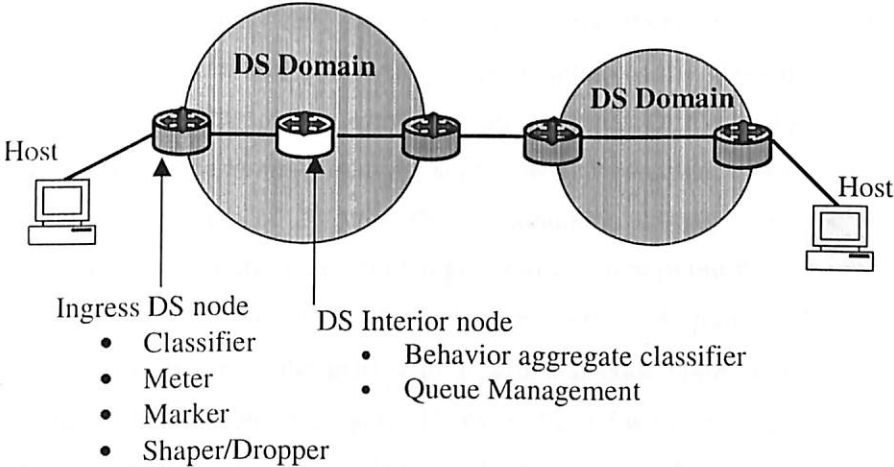 DS Domain
DS Domain
Host
Host
Ingress DS node
• Classifier
• Meter
• Marker
• Shaper/Dropper
DS Interior node
• Behavior aggregate classifier
• Queue Management